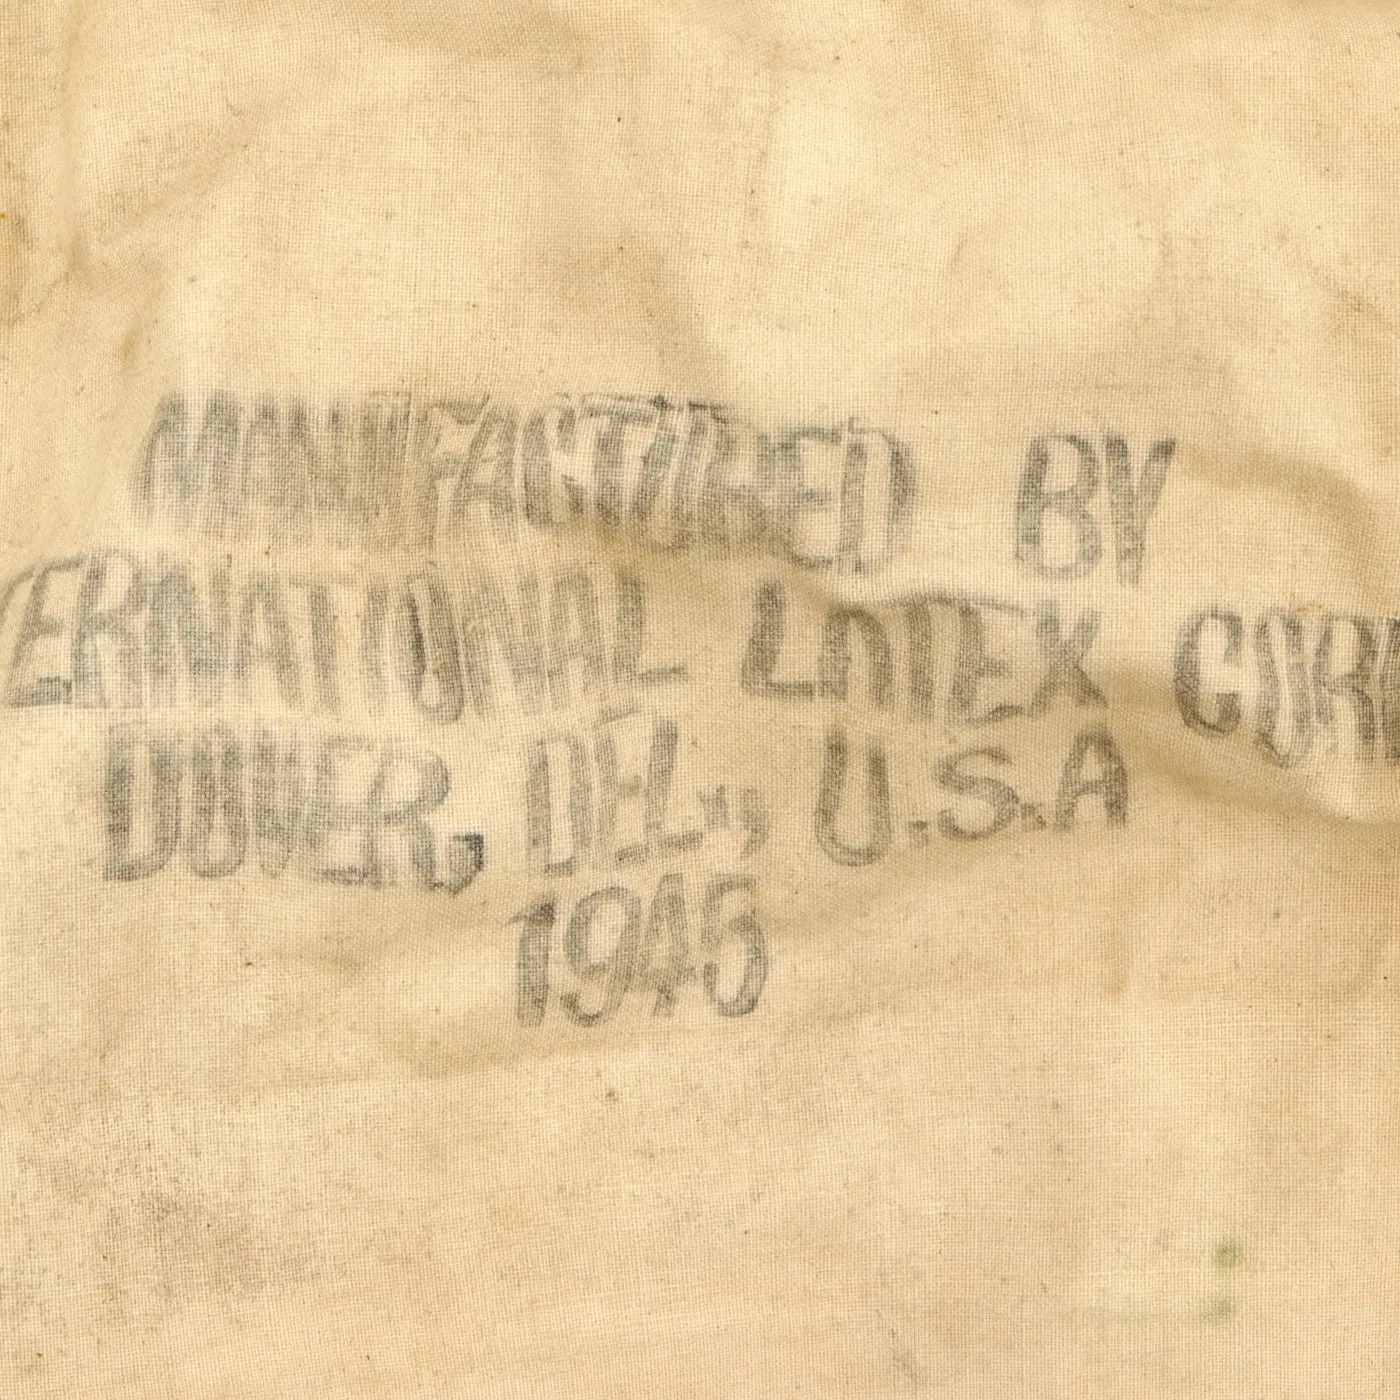 MANUFACTURED BY
ERNATIONAL LATEX COR
DOVER, DEL., U.S.A
1945